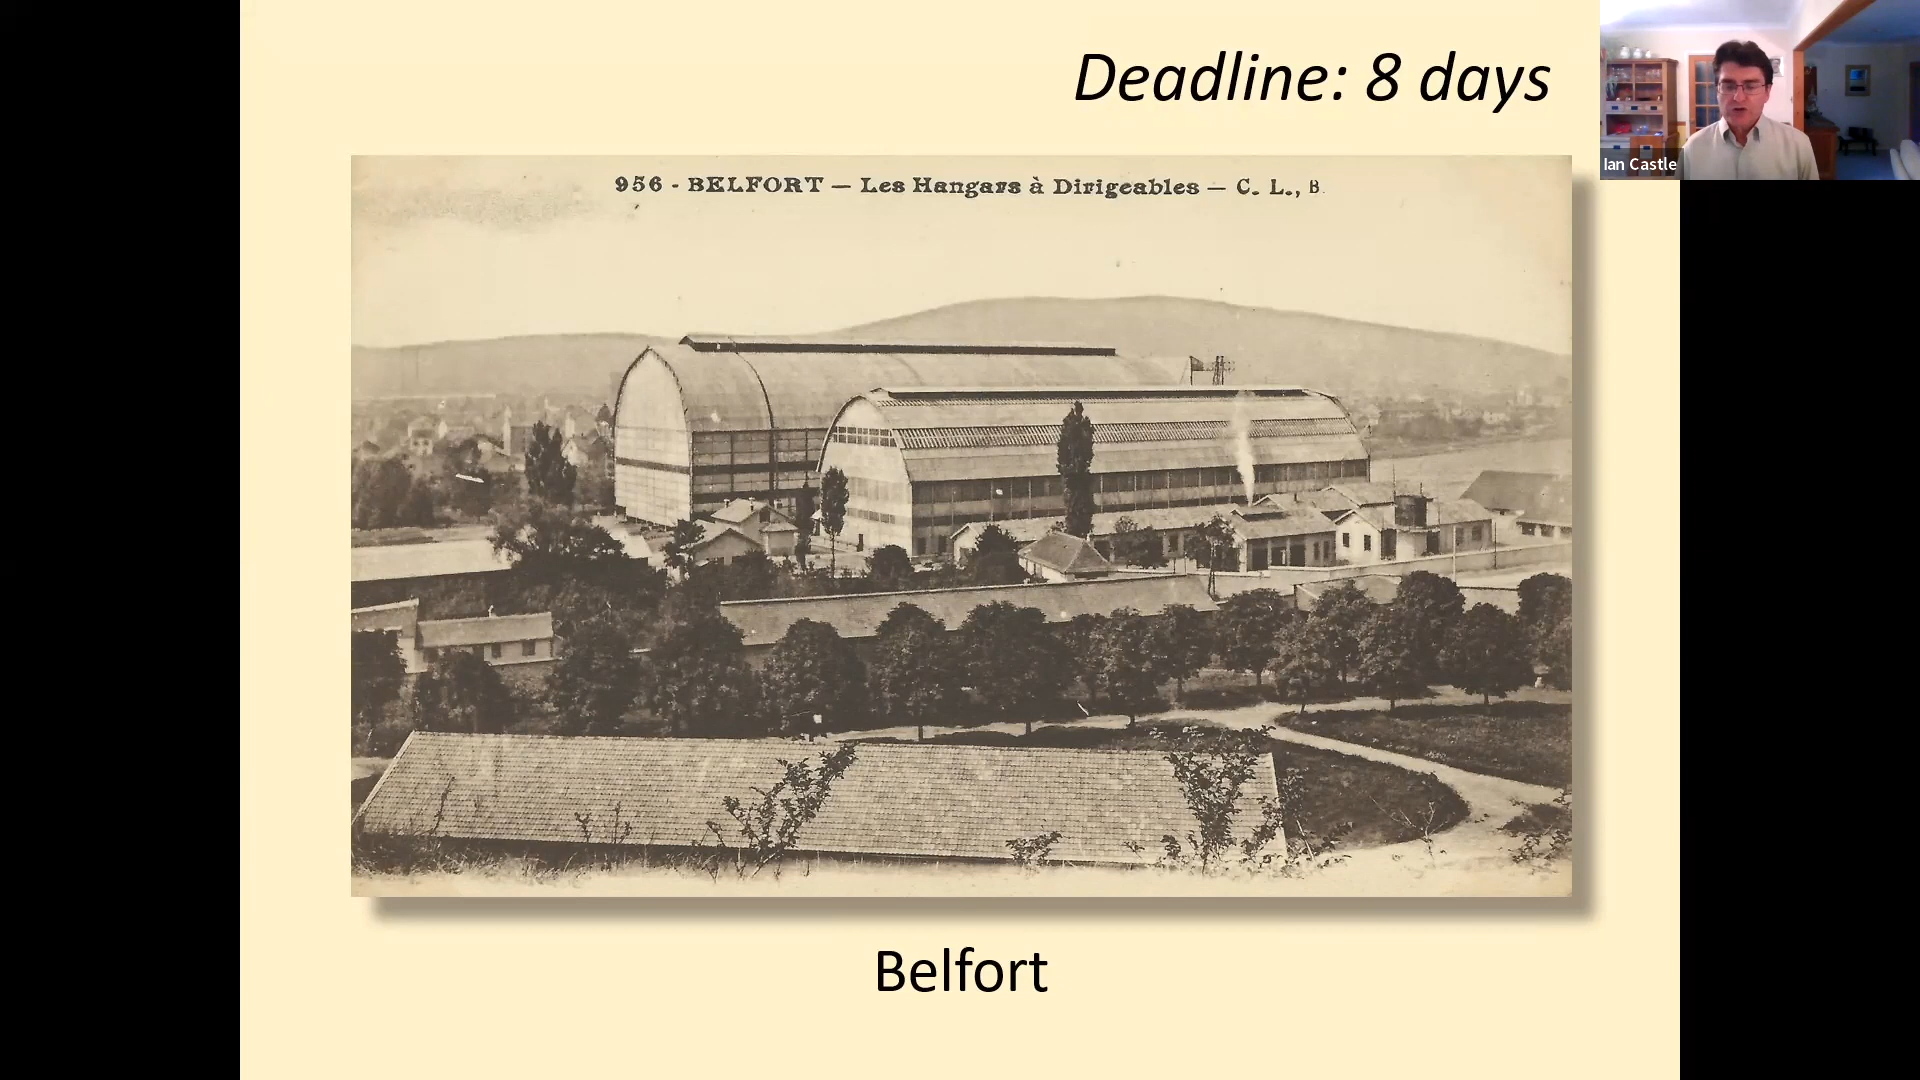 Deadline: 8 days
Ian Castle
956 - BELFORT — Les Hangars à Dirigeables — C. L., B.
Belfort